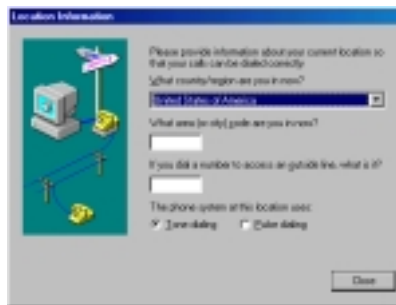 Location Information
Please provide information about your current location so
that your calls can be dialed correctly.
What country/region are you in now?
United States of America
What area (or city) code are you in now?
If you dial a number to access an outside line, what is it?
The phone system at this location uses:
Tone dialing
Pulse dialing
Close